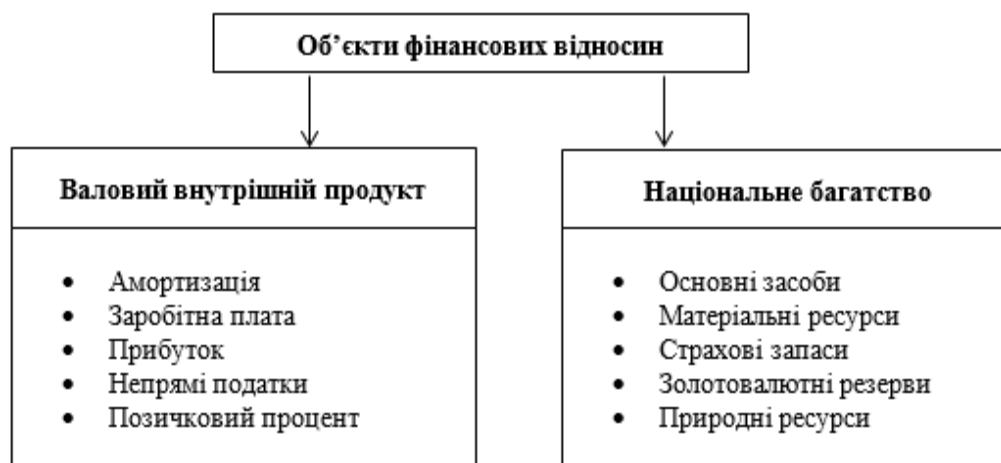 Об’єкти фінансових відносин
Валовий внутрішній продукт
• Амортизація
• Заробітна плата
• Прибуток
• Непрямі податки
• Позичковий процент
Національне багатство
• Основні засоби
• Матеріальні ресурси
• Страхові запаси
• Золотовалютні резерви
• Природні ресурси